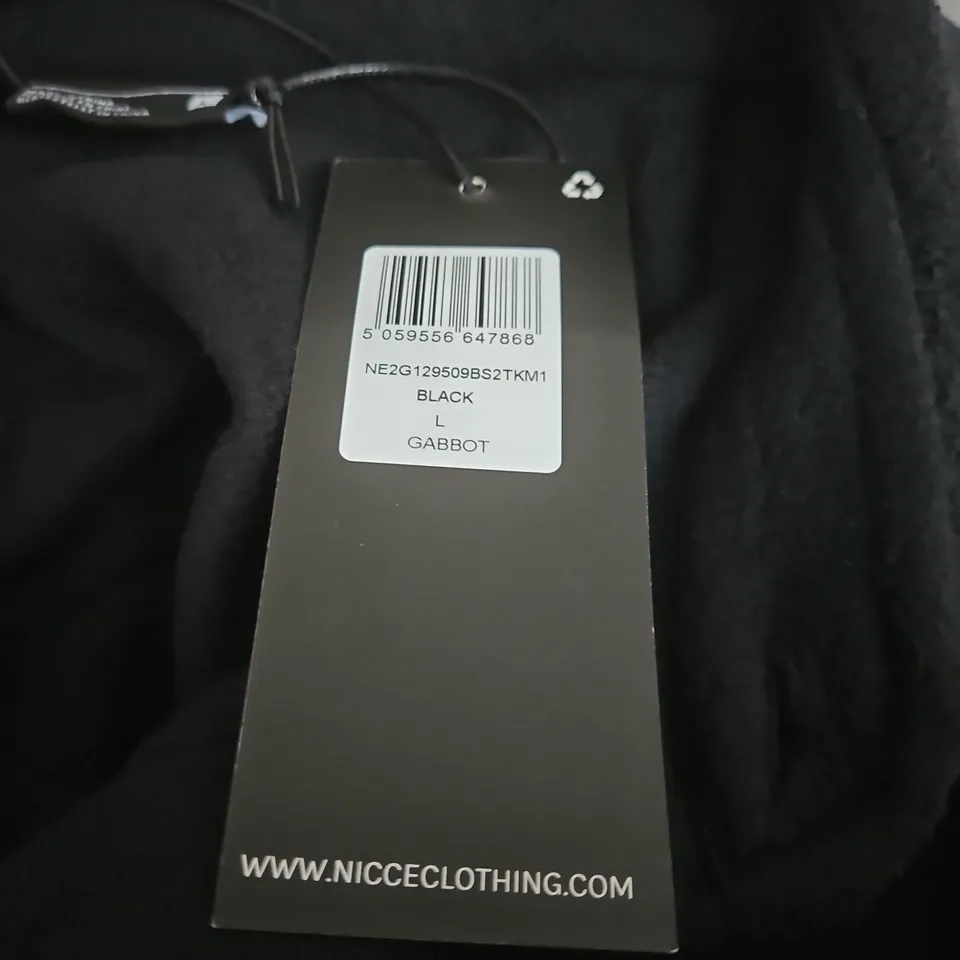 5 059556 647868
NE2G129509BS2TKM1
BLACK
L
GABBOT
WWW.NICCECLOTHING.COM